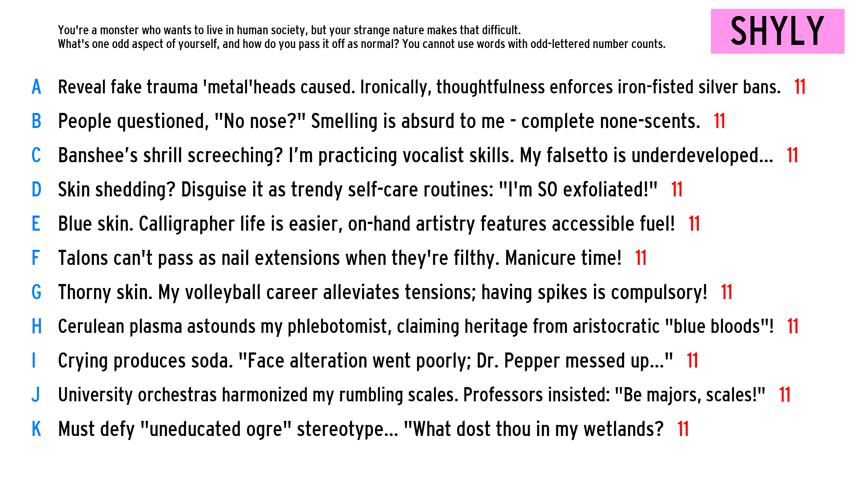 You're a monster who wants to live in human society, but your strange nature makes that difficult.
What's one odd aspect of yourself, and how do you pass it off as normal? You cannot use words with odd-lettered number counts.
SHYLY
A Reveal fake trauma 'metal'heads caused. Ironically, thoughtfulness enforces iron-fisted silver bans. 11
B People questioned, "No nose?" Smelling is absurd to me - complete none-scents. 11
C Banshee's shrill screeching? I'm practicing vocalist skills. My falsetto is underdeveloped... 11
D Skin shedding? Disguise it as trendy self-care routines: "I'm SO exfoliated!" 11
E Blue skin. Calligrapher life is easier, on-hand artistry features accessible fuel! 11
F Talons can't pass as nail extensions when they're filthy. Manicure time! 11
G Thorny skin. My volleyball career alleviates tensions; having spikes is compulsory! 11
H Cerulean plasma astounds my phlebotomist, claiming heritage from aristocratic "blue bloods"! 11
I Crying produces soda. "Face alteration went poorly; Dr. Pepper messed up..." 11
J University orchestras harmonized my rumbling scales. Professors insisted: "Be majors, scales!" 11
K Must defy "uneducated ogre" stereotype... "What dost thou in my wetlands? 11